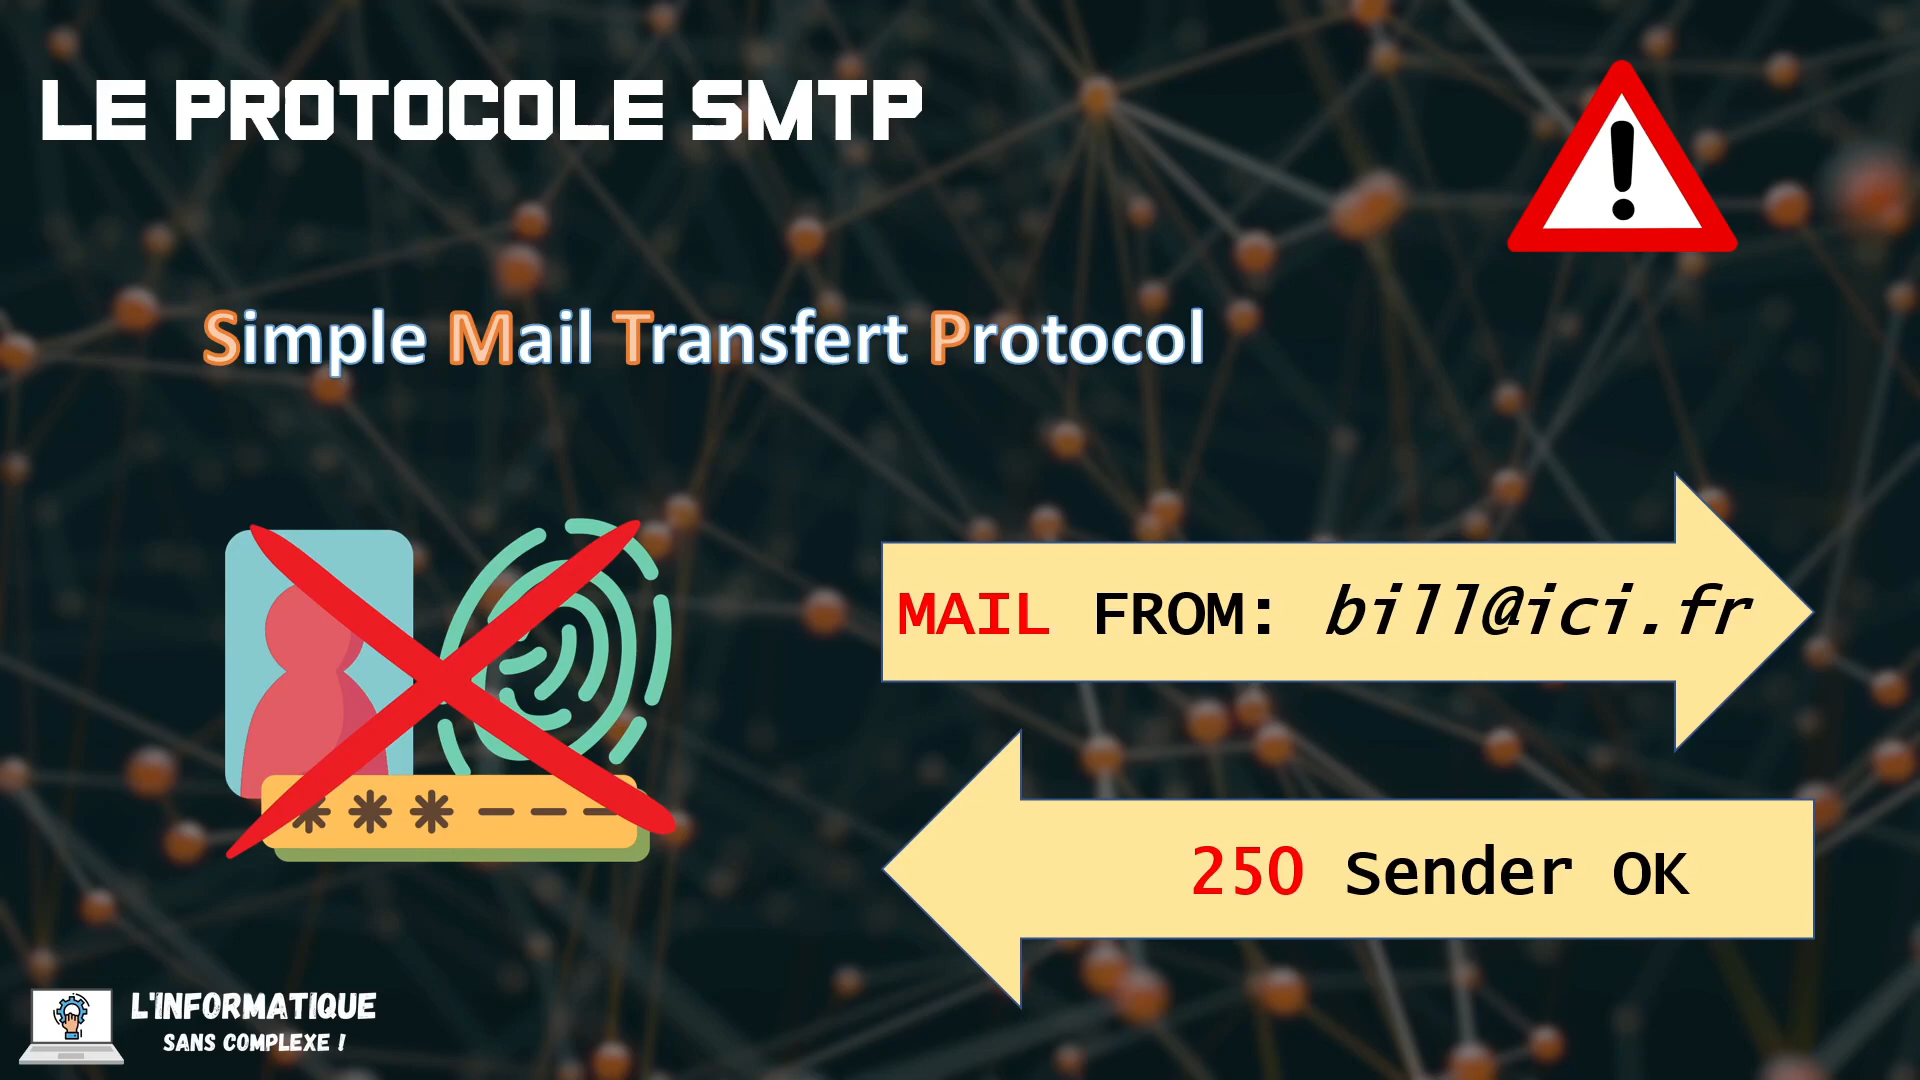 LE PROTOCOLE SMTP
Simple Mail Transfert Protocol
MAIL FROM: bill@ici.fr
*** ---
250 Sender OK
L'INFORMATIQUE
SANS COMPLEXE !